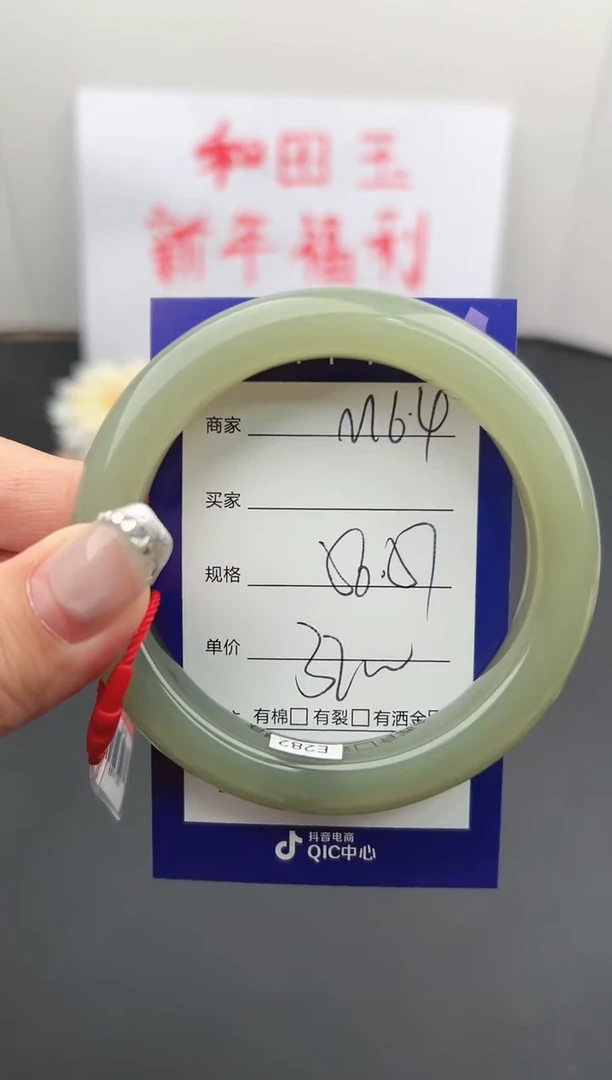 和田玉
新年福利
商家 M6.4
买家
规格
单价
有棉□ 有裂□ 有洒金□
E282
抖音电商
QIC中心